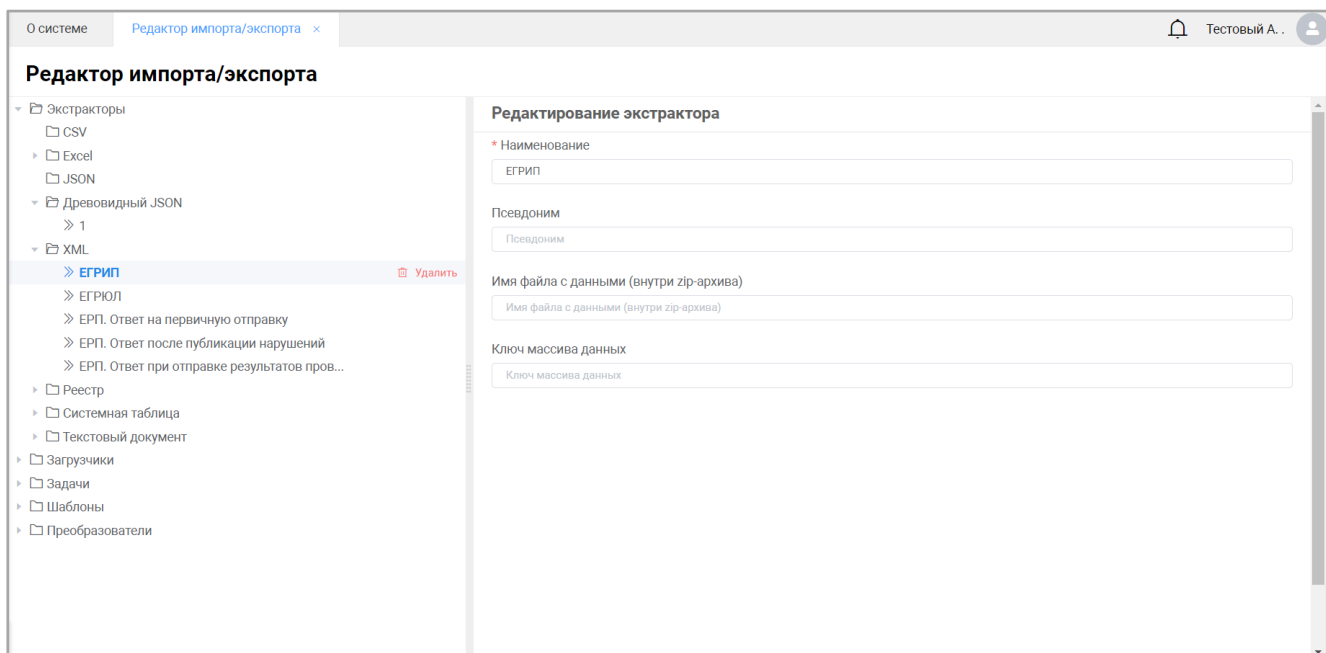 О системе
Редактор импорта/экспорта ×
Тестовый А. .
Редактор импорта/экспорта
Экстракторы
CSV
Excel
JSON
Древовидный JSON
1
XML
ЕГРИП
Удалить
ЕГРЮЛ
ЕРП. Ответ на первичную отправку
ЕРП. Ответ после публикации нарушений
ЕРП. Ответ при отправке результатов пров...
Реестр
Системная таблица
Текстовый документ
Загрузчики
Задачи
Шаблоны
Преобразователи
Редактирование экстрактора
* Наименование
ЕГРИП
Псевдоним
Псевдоним
Имя файла с данными (внутри zip-архива)
Имя файла с данными (внутри zip-архива)
Ключ массива данных
Ключ массива данных